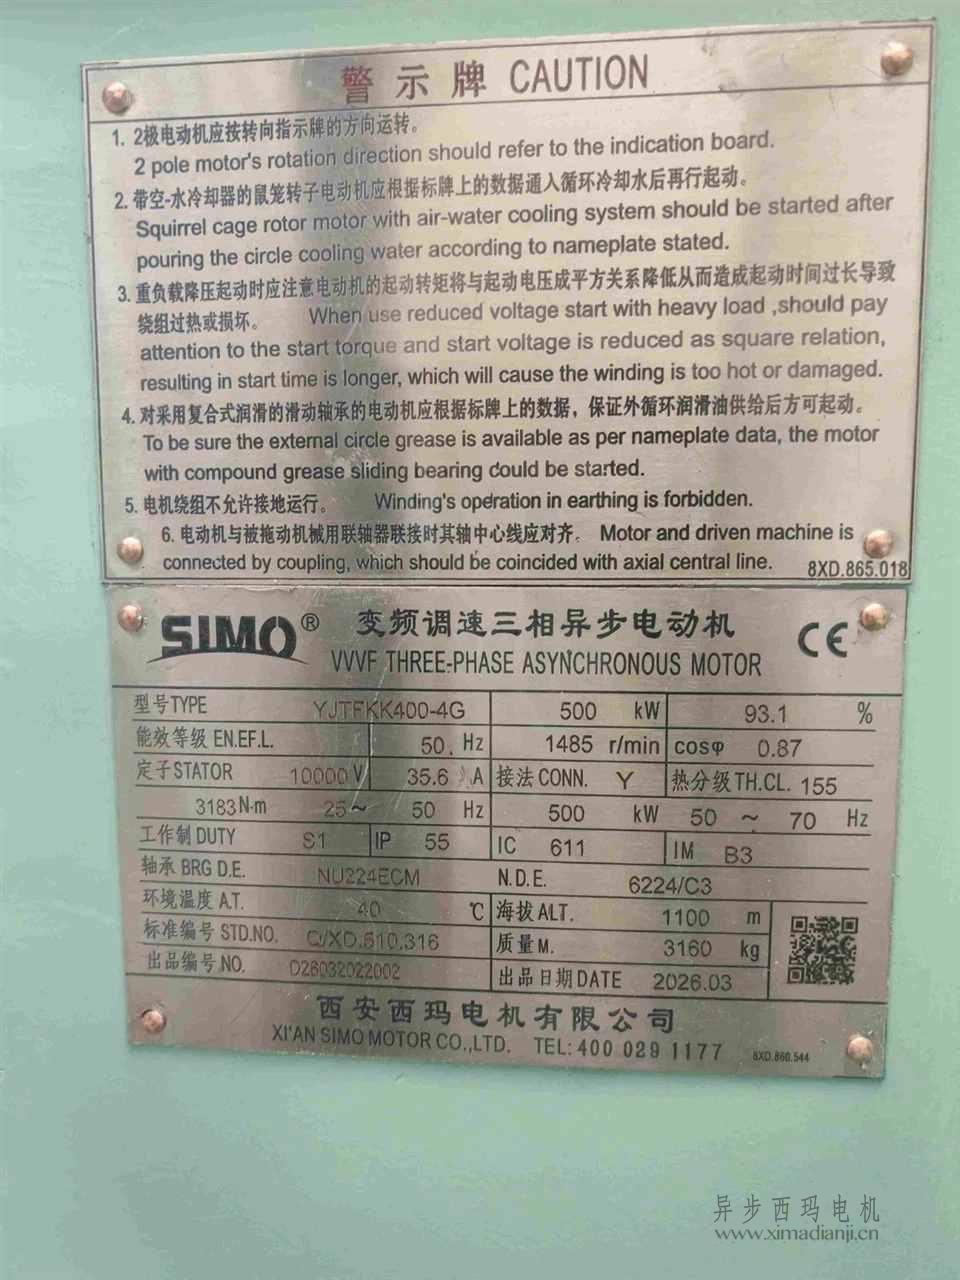 警示牌 CAUTION
1. 2极电动机应按转向指示牌的方向运转。
2 pole motor's rotation direction should refer to the indication board.
2. 带空-水冷却器的鼠笼转子电动机应根据标牌上的数据通入循环冷却水后再行起动。
Squirrel cage rotor motor with air-water cooling system should be started after
pouring the circle cooling water according to nameplate stated.
3. 重负载降压起动时应注意电动机的起动转矩将与起动电压成平方关系降低从而造成起动时间过长导致
绕组过热或损坏。 When use reduced voltage start with heavy load ,should pay
attention to the start torque and start voltage is reduced as square relation,
resulting in start time is longer, which will cause the winding is too hot or damaged.
4. 对采用复合式润滑的滑动轴承的电动机应根据标牌上的数据，保证外循环润滑油供给后方可起动。
To be sure the external circle grease is available as per nameplate data, the motor
with compound grease sliding bearing could be started.
5. 电机绕组不允许接地运行。 Winding's operation in earthing is forbidden.
6. 电动机与被拖动机械用联轴器联接时其轴中心线应对齐。 Motor and driven machine is
connected by coupling, which should be coincided with axial central line. 8XD.865.018
SIMO® 变频调速三相异步电动机 CE
VVVF THREE-PHASE ASYNCHRONOUS MOTOR
型号TYPE YJTFKK400-4G 500 kW 93.1 %
能效等级 EN.EF.L. 50. Hz 1485 r/min cosφ 0.87
定子STATOR 10000 V 35.6 A 接法 CONN. Y 热分级 TH.CL. 155
3183 N·m 25～ 50 Hz 500 kW 50 ～ 70 Hz
工作制 DUTY S1 IP 55 IC 611 IM B3
轴承 BRG D.E. NU224ECM N.D.E. 6224/C3
环境温度 A.T. 40 ℃ 海拔 ALT. 1100 m
标准编号 STD.NO. Q/XD.510.316 质量 M. 3160 kg
出品编号 NO. D26032022002 出品日期 DATE 2026.03
西安西玛电机有限公司
XI'AN SIMO MOTOR CO.,LTD. TEL: 400 029 1177 8XD.860.544
异步西玛电机
www.ximadianji.cn